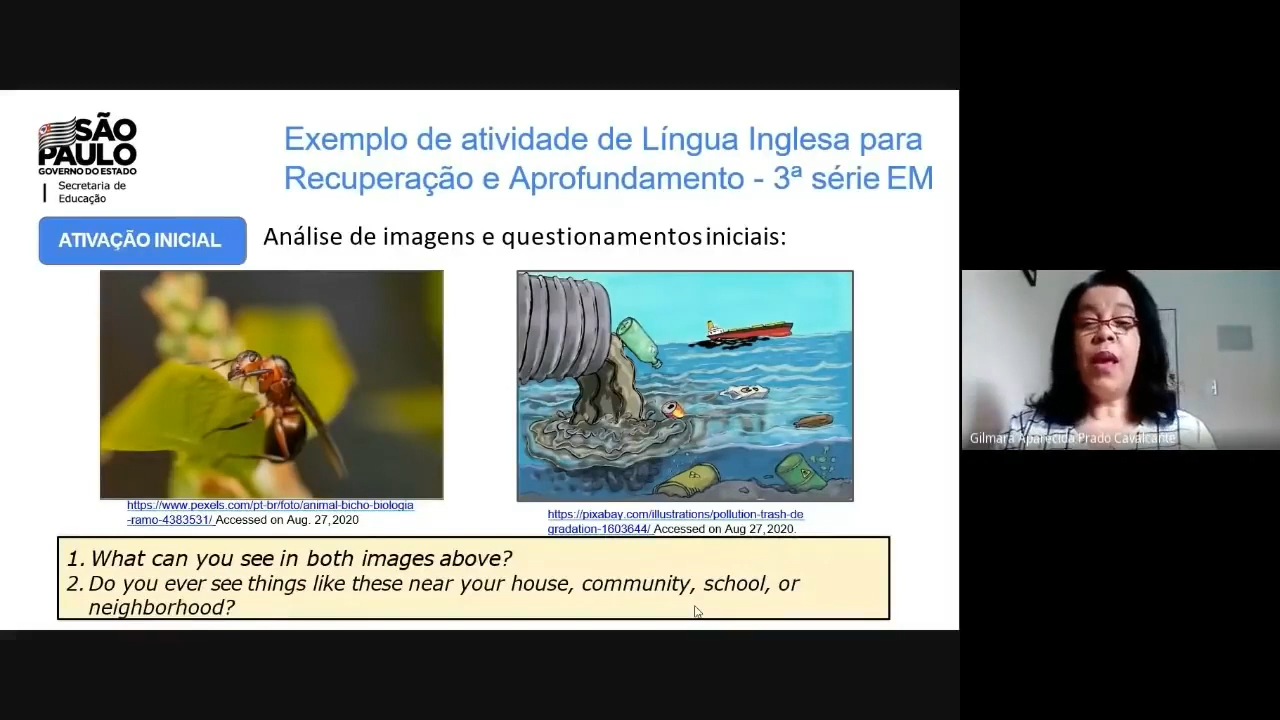 SÃO
PAULO
GOVERNO DO ESTADO
Secretaria de
Educação
Exemplo de atividade de Língua Inglesa para
Recuperação e Aprofundamento - 3ª série EM
ATIVAÇÃO INICIAL
Análise de imagens e questionamentos iniciais:
https://www.pexels.com/pt-br/foto/animal-bicho-biologia
-ramo-4383531/ Accessed on Aug. 27,2020
https://pixabay.com/illustrations/pollution-trash-de
gradation-1603644/ Accessed on Aug 27,2020.
1. What can you see in both images above?
2. Do you ever see things like these near your house, community, school, or
neighborhood?
Gilmara Aparecida Prado Cavalcante